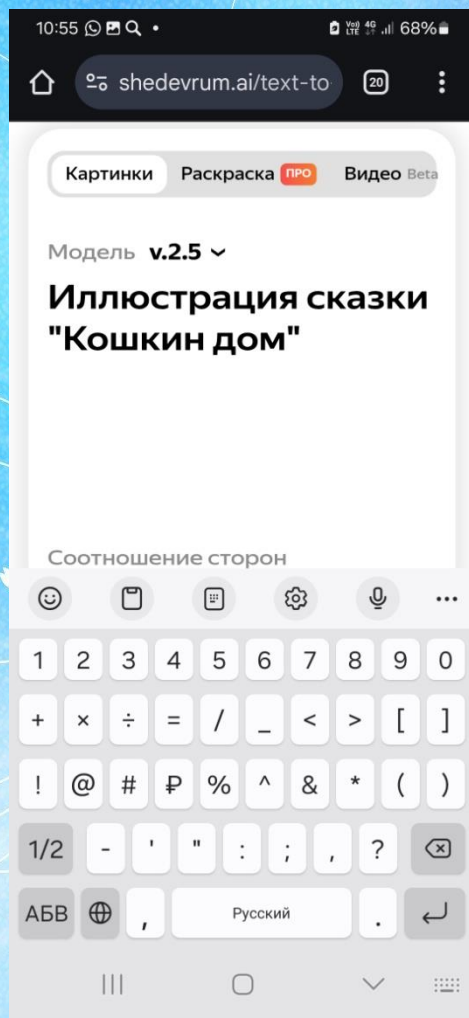 10:55 68%
shedevrum.ai/text-to 20
Картинки Раскраска ПРО Видео Beta
Модель v.2.5
Иллюстрация сказки
"Кошкин дом"
Соотношение сторон
1 2 3 4 5 6 7 8 9 0
+ × ÷ = / _ < > [ ]
! @ # ₽ % ^ & * ( )
1/2 - ' " : ; , ?
АБВ , Русский .